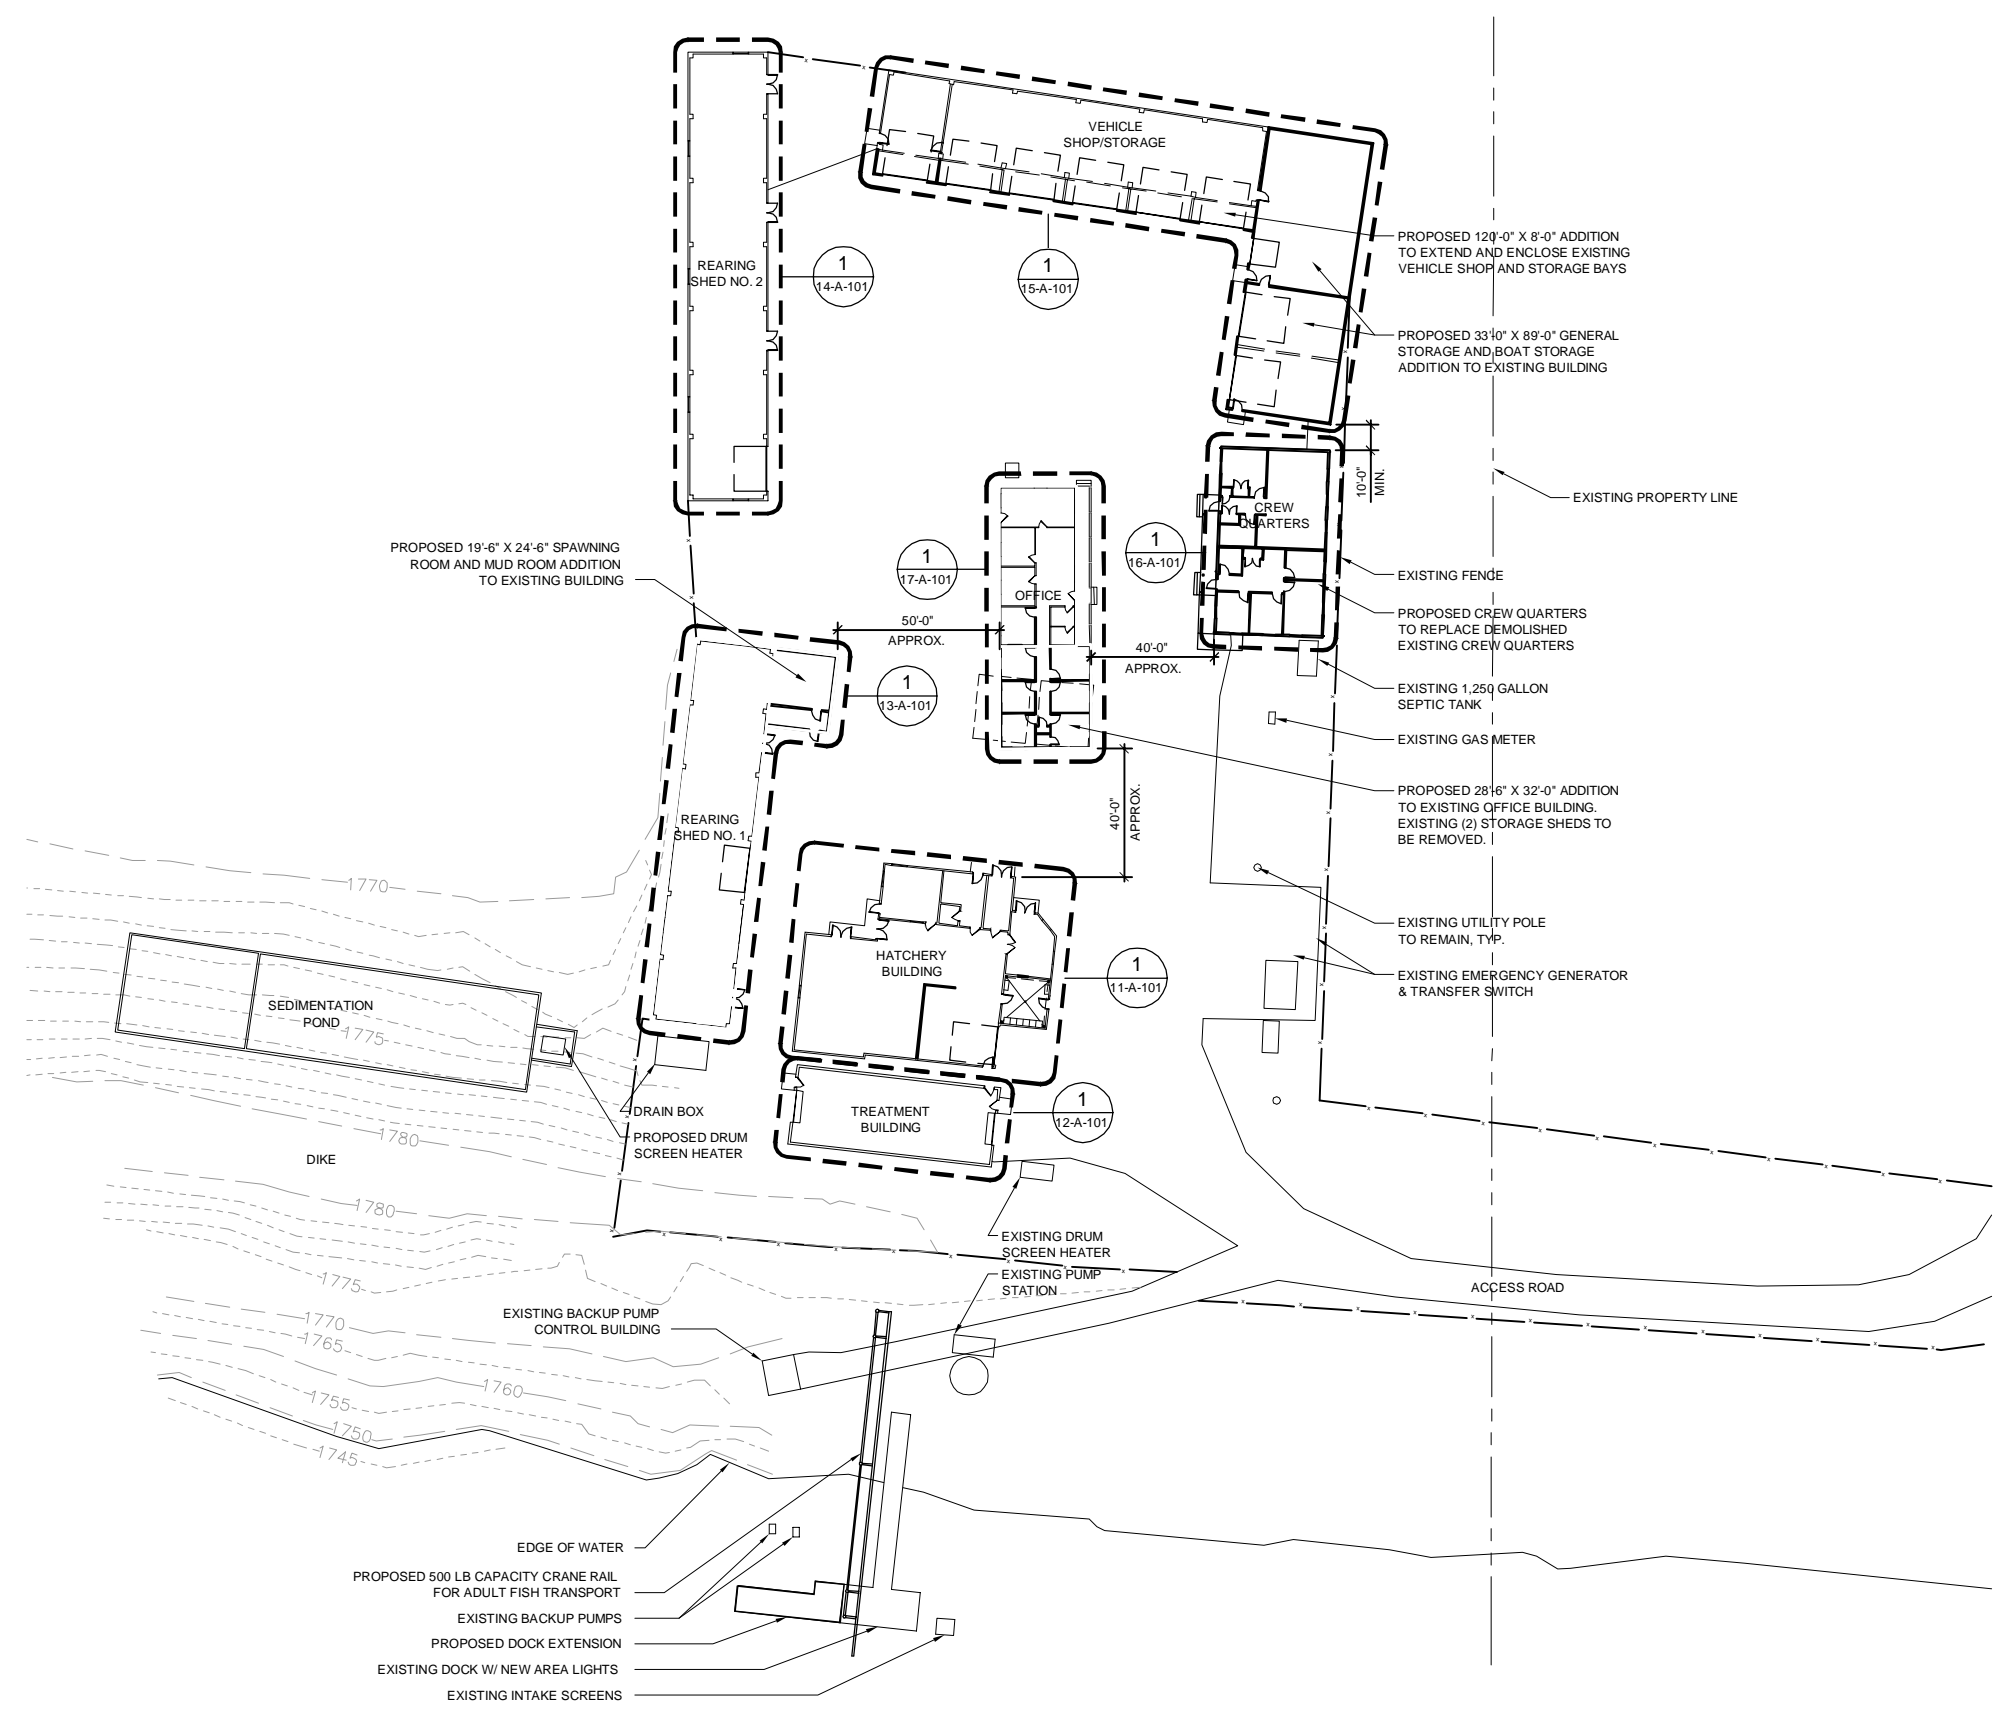 VEHICLE
SHOP/STORAGE
PROPOSED 120'-0" X 8'-0" ADDITION
TO EXTEND AND ENCLOSE EXISTING
VEHICLE SHOP AND STORAGE BAYS
REARING
SHED NO. 2
1
14-A-101
1
15-A-101
PROPOSED 33'-0" X 89'-0" GENERAL
STORAGE AND BOAT STORAGE
ADDITION TO EXISTING BUILDING
10'-0"
MIN.
EXISTING PROPERTY LINE
CREW
QUARTERS
PROPOSED 19'-6" X 24'-6" SPAWNING
ROOM AND MUD ROOM ADDITION
TO EXISTING BUILDING
1
17-A-101
1
16-A-101
OFFICE
EXISTING FENCE
PROPOSED CREW QUARTERS
TO REPLACE DEMOLISHED
EXISTING CREW QUARTERS
50'-0"
APPROX.
40'-0"
APPROX.
1
13-A-101
EXISTING 1,250 GALLON
SEPTIC TANK
EXISTING GAS METER
PROPOSED 28'-6" X 32'-0" ADDITION
TO EXISTING OFFICE BUILDING.
EXISTING (2) STORAGE SHEDS TO
BE REMOVED.
40'-0"
APPROX.
REARING
SHED NO. 1
1770
EXISTING UTILITY POLE
TO REMAIN, TYP.
HATCHERY
BUILDING
1
11-A-101
EXISTING EMERGENCY GENERATOR
& TRANSFER SWITCH
SEDIMENTATION
POND
1775
DRAIN BOX
PROPOSED DRUM
SCREEN HEATER
TREATMENT
BUILDING
1
12-A-101
1780
DIKE
1780
EXISTING DRUM
SCREEN HEATER
EXISTING PUMP
STATION
1775
ACCESS ROAD
EXISTING BACKUP PUMP
CONTROL BUILDING
1770
1765
1760
1755
1750
1745
EDGE OF WATER
PROPOSED 500 LB CAPACITY CRANE RAIL
FOR ADULT FISH TRANSPORT
EXISTING BACKUP PUMPS
PROPOSED DOCK EXTENSION
EXISTING DOCK W/ NEW AREA LIGHTS
EXISTING INTAKE SCREENS